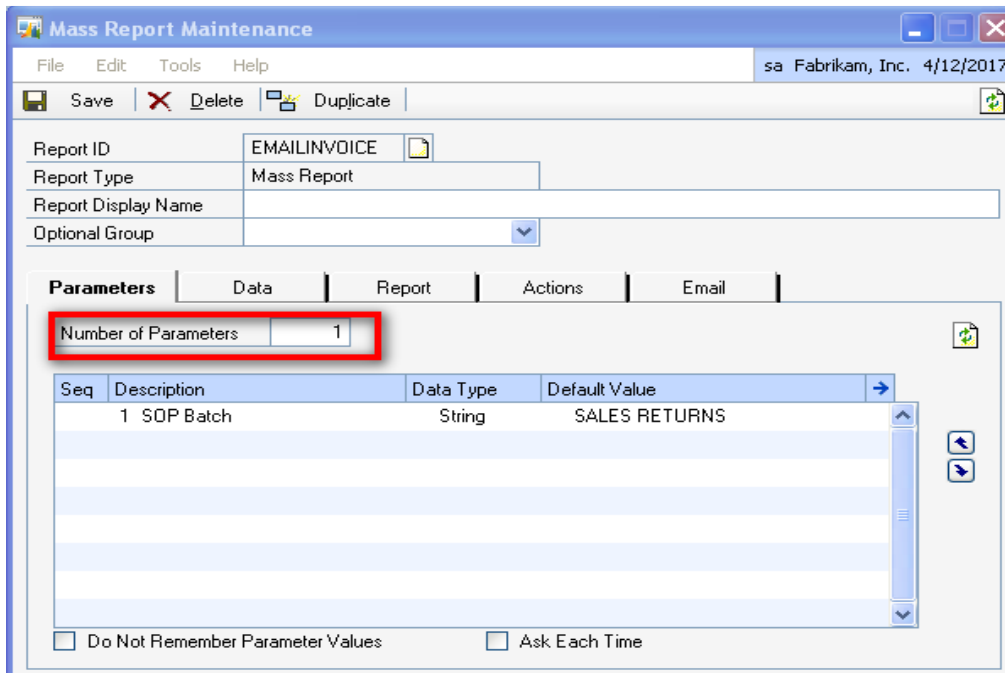 Mass Report Maintenance
File Edit Tools Help sa Fabrikam, Inc. 4/12/2017
Save Delete Duplicate
Report ID EMAILINVOICE
Report Type Mass Report
Report Display Name
Optional Group
Parameters Data Report Actions Email
Number of Parameters 1
Seq Description Data Type Default Value
1 SOP Batch String SALES RETURNS
Do Not Remember Parameter Values Ask Each Time